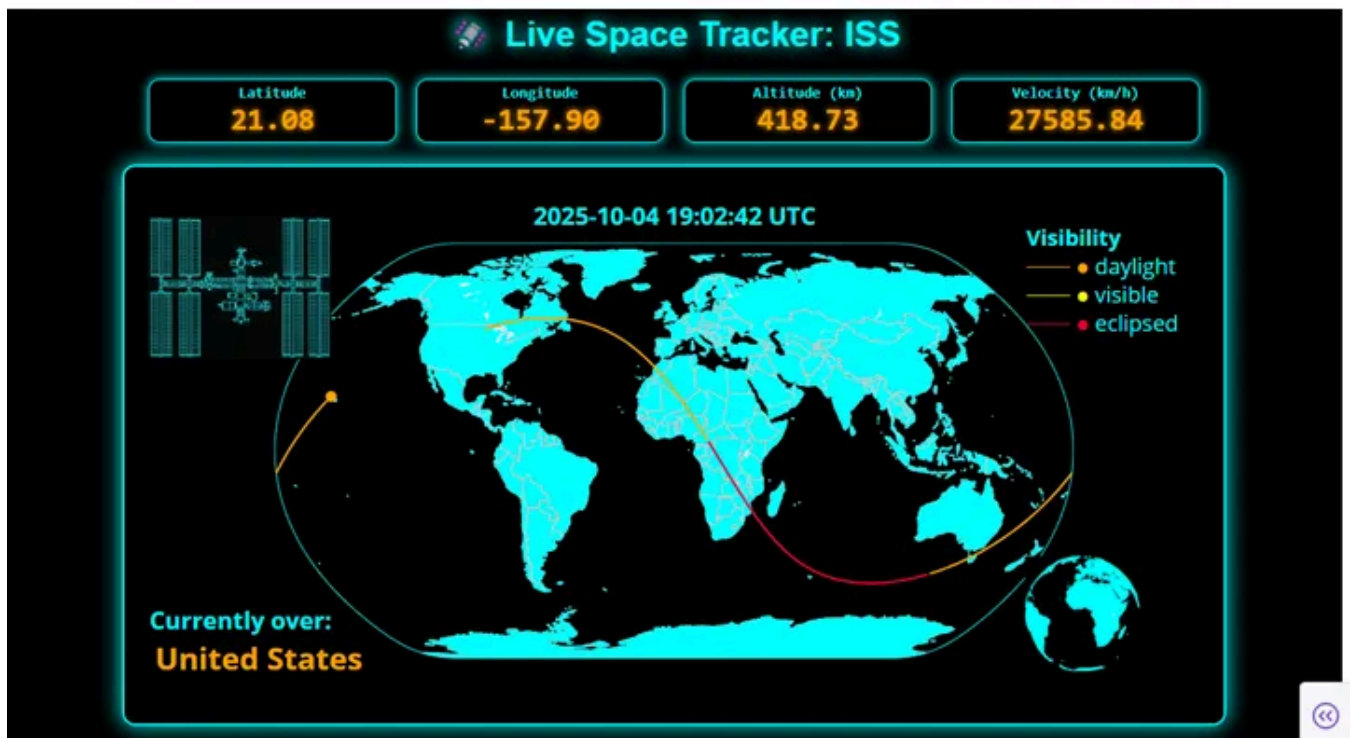 Live Space Tracker: ISS
Latitude
21.08
Longitude
-157.90
Altitude (km)
418.73
Velocity (km/h)
27585.84
2025-10-04 19:02:42 UTC
Visibility
daylight
visible
eclipsed
Currently over:
United States